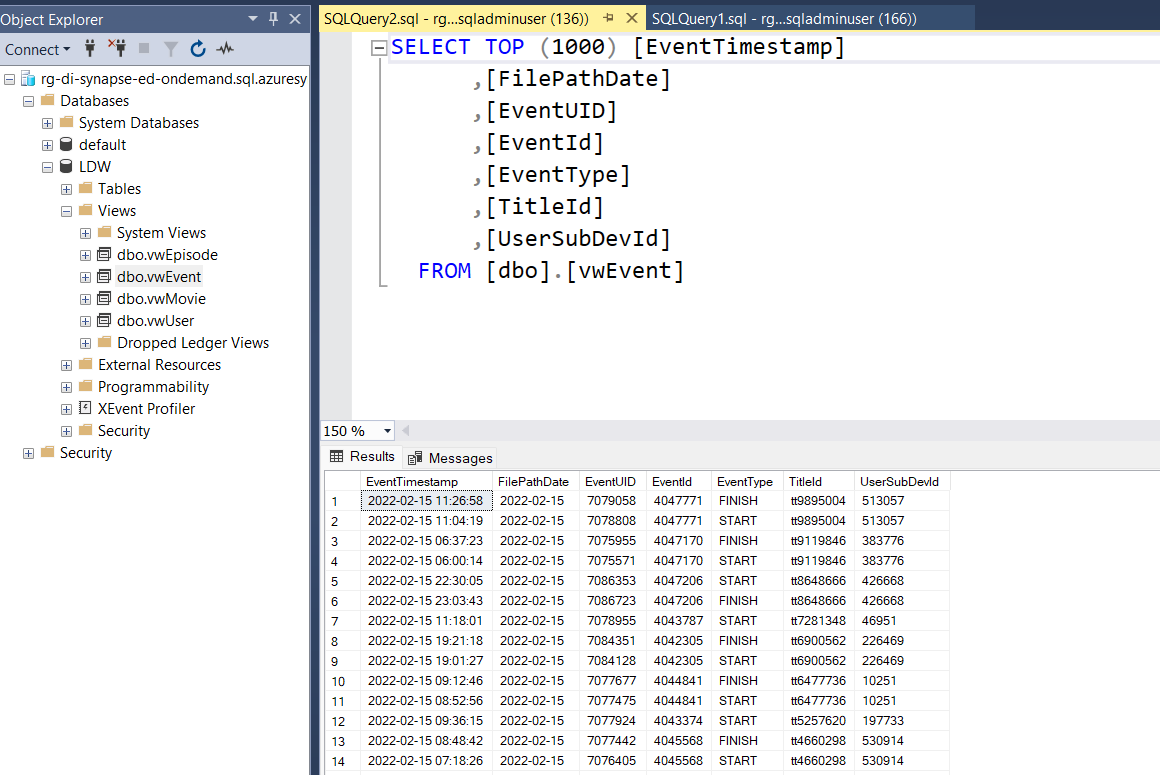 Object Explorer
Connect
rg-di-synapse-ed-ondemand.sql.azuresy
Databases
System Databases
default
LDW
Tables
Views
System Views
dbo.vwEpisode
dbo.vwEvent
dbo.vwMovie
dbo.vwUser
Dropped Ledger Views
External Resources
Programmability
XEvent Profiler
Security
Security
SQLQuery2.sql - rg...sqladminuser (136))
SQLQuery1.sql - rg...sqladminuser (166))
SELECT TOP (1000) [EventTimestamp]
,[FilePathDate]
,[EventUID]
,[EventId]
,[EventType]
,[TitleId]
,[UserSubDevId]
FROM [dbo].[vwEvent]
150 %
Results Messages
EventTimestamp FilePathDate EventUID EventId EventType TitleId UserSubDevId
1 2022-02-15 11:26:58 2022-02-15 7079058 4047771 FINISH tt9895004 513057
2 2022-02-15 11:04:19 2022-02-15 7078808 4047771 START tt9895004 513057
3 2022-02-15 06:37:23 2022-02-15 7075955 4047170 FINISH tt9119846 383776
4 2022-02-15 06:00:14 2022-02-15 7075571 4047170 START tt9119846 383776
5 2022-02-15 22:30:05 2022-02-15 7086353 4047206 START tt8648666 426668
6 2022-02-15 23:03:43 2022-02-15 7086723 4047206 FINISH tt8648666 426668
7 2022-02-15 11:18:01 2022-02-15 7078955 4043787 START tt7281348 46951
8 2022-02-15 19:21:18 2022-02-15 7084351 4042305 FINISH tt6900562 226469
9 2022-02-15 19:01:27 2022-02-15 7084128 4042305 START tt6900562 226469
10 2022-02-15 09:12:46 2022-02-15 7077677 4044841 FINISH tt6477736 10251
11 2022-02-15 08:52:56 2022-02-15 7077475 4044841 START tt6477736 10251
12 2022-02-15 09:36:15 2022-02-15 7077924 4043374 START tt5257620 197733
13 2022-02-15 08:48:42 2022-02-15 7077442 4045568 FINISH tt4660298 530914
14 2022-02-15 07:18:26 2022-02-15 7076405 4045568 START tt4660298 530914